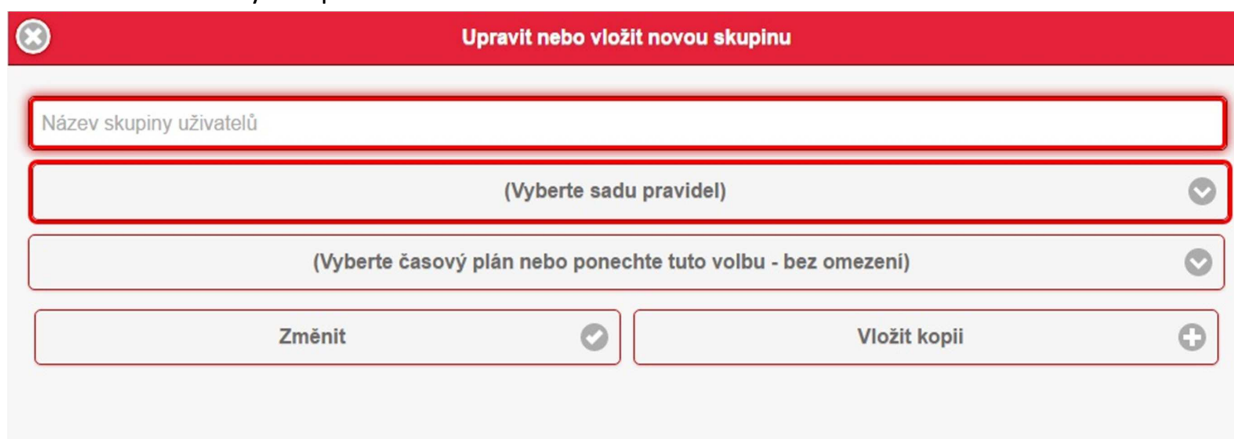 Upravit nebo vložit novou skupinu
Název skupiny uživatelů
(Vyberte sadu pravidel)
(Vyberte časový plán nebo ponechte tuto volbu - bez omezení)
Změnit
Vložit kopii